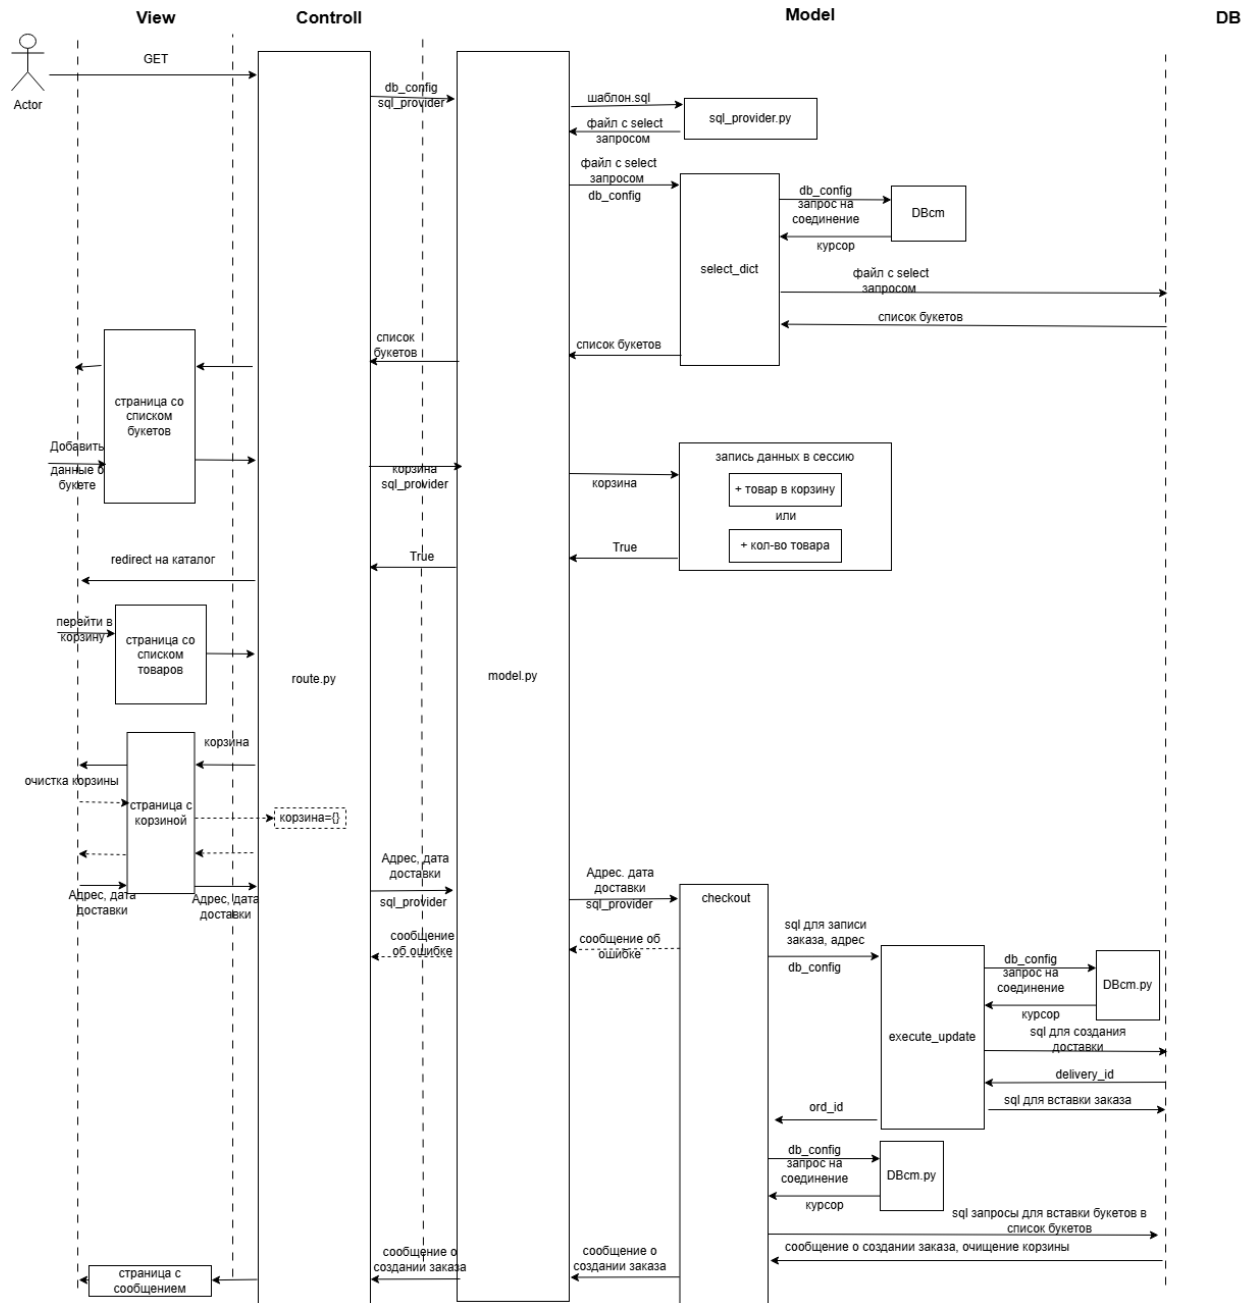 View
Controll
Model
DB
GET
Actor
db_config
sql_provider
шаблон.sql
sql_provider.py
файл с select
запросом
файл с select
запросом
db_config
db_config
запрос на
соединение
DBcm
курсор
select_dict
файл с select
запросом
список букетов
список
букетов
список букетов
страница со
списком
букетов
Добавить
данные о
букете
корзина
sql_provider
корзина
запись данных в сессию
+ товар в корзину
или
+ кол-во товара
True
True
redirect на каталог
перейти в
корзину
страница со
списком
товаров
route.py
model.py
корзина
очистка корзины
страница с
корзиной
корзина={}
Адрес, дата
доставки
Адрес, дата
доставки
Адрес, дата
доставки
sql_provider
Адрес. дата
доставки
sql_provider
checkout
сообщение
об ошибке
сообщение об
ошибке
sql для записи
заказа, адрес
db_config
db_config
запрос на
соединение
DBcm.py
курсор
execute_update
sql для создания
доставки
delivery_id
sql для вставки заказа
ord_id
db_config
запрос на
соединение
DBcm.py
курсор
sql запросы для вставки букетов в
список букетов
сообщение о создании заказа, очищение корзины
сообщение о
создании заказа
сообщение о
создании заказа
страница с
сообщением